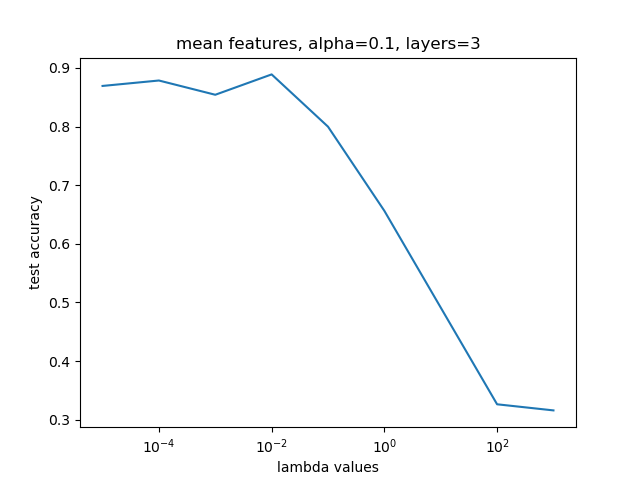 mean features, alpha=0.1, layers=3
0.9
0.8
0.7
0.6
0.5
0.4
0.3
test accuracy
10⁻⁴ 10⁻² 10⁰ 10²
lambda values